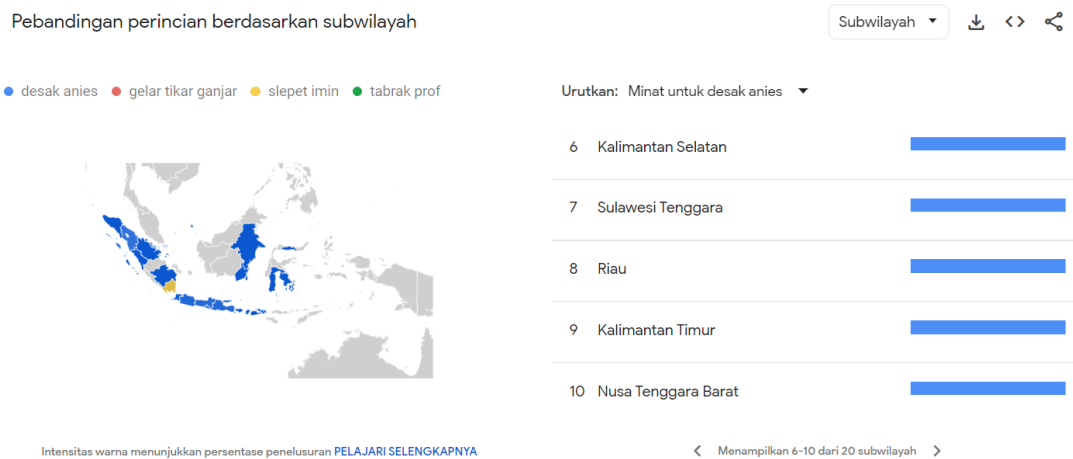 Pebandingan perincian berdasarkan subwilayah
Subwilayah
desak anies gelar tikar ganjar slepet imin tabrak prof
Urutkan: Minat untuk desak anies
6 Kalimantan Selatan
7 Sulawesi Tenggara
8 Riau
9 Kalimantan Timur
10 Nusa Tenggara Barat
Intensitas warna menunjukkan persentase penelusuran PELAJARI SELENGKAPNYA
Menampilkan 6-10 dari 20 subwilayah